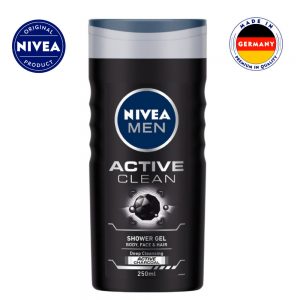 ORIGINAL
NIVEA
PRODUCT
MADE IN
GERMANY
PREMIUM QUALITY
NIVEA
MEN
ACTIVE
CLEAN
SHOWER GEL
BODY, FACE & HAIR
Deep Cleansing
ACTIVE
CHARCOAL
250ml